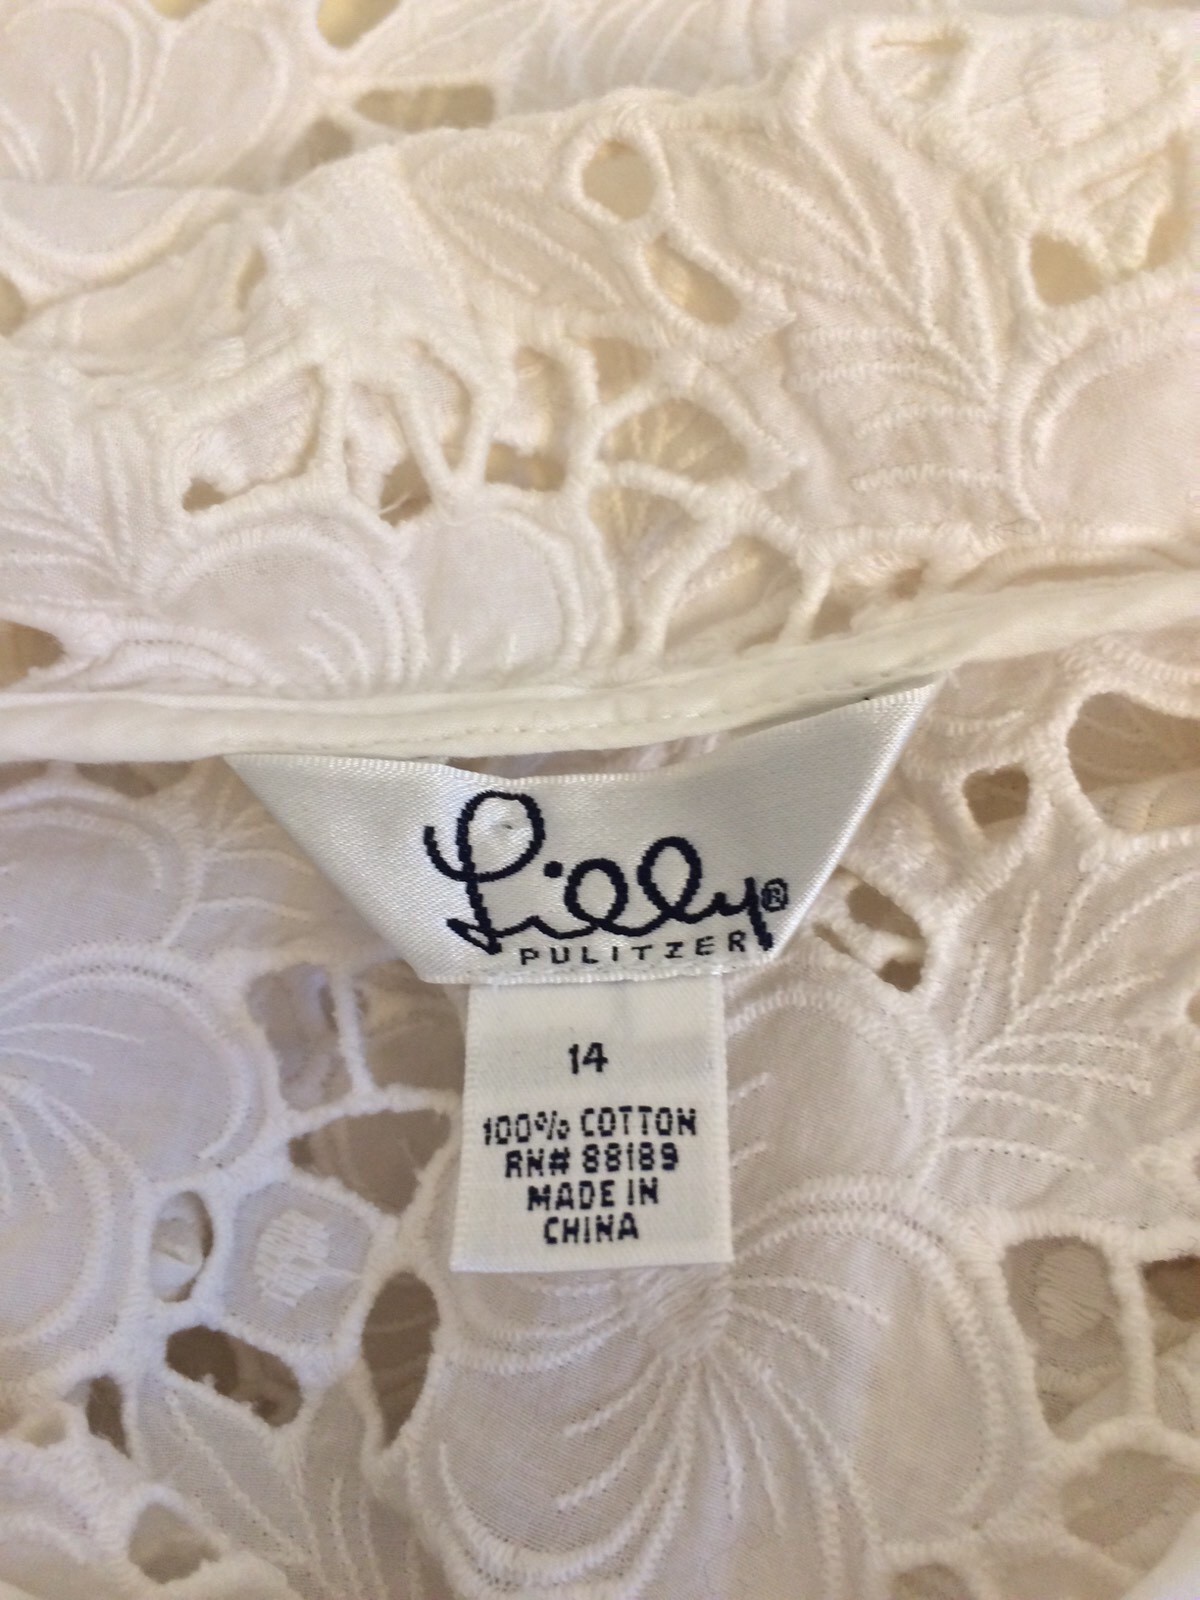 Lilly®
PULITZER
14
100% COTTON
RN# 88189
MADE IN
CHINA